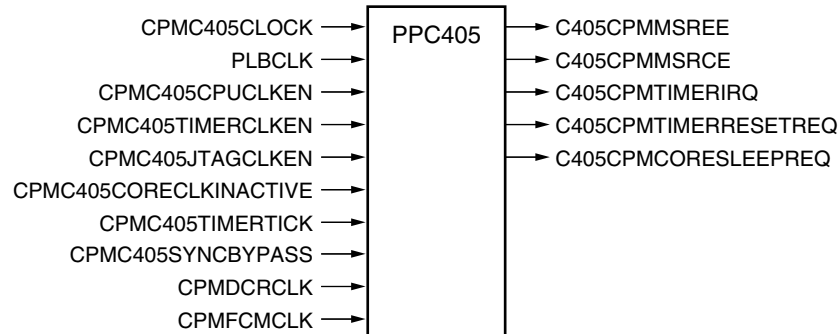 CPMC405CLOCK
PLBCLK
CPMC405CPUCLKEN
CPMC405TIMERCLKEN
CPMC405JTAGCLKEN
CPMC405CORECLKINACTIVE
CPMC405TIMERTICK
CPMC405SYNCBYPASS
CPMDCRCLK
CPMFCMCLK
PPC405
C405CPMMSREE
C405CPMMSRCE
C405CPMTIMERIRQ
C405CPMTIMERRESETREQ
C405CPMCORESLEEPREQ